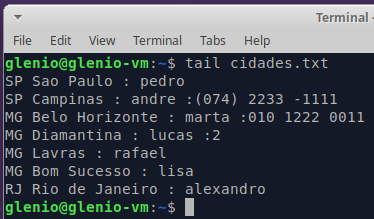 Terminal -
File Edit View Terminal Tabs Help
glenio@glenio-vm:~$ tail cidades.txt
SP Sao Paulo : pedro
SP Campinas : andre :(074) 2233 -1111
MG Belo Horizonte : marta :010 1222 0011
MG Diamantina : lucas :2
MG Lavras : rafael
MG Bom Sucesso : lisa
RJ Rio de Janeiro : alexandro
glenio@glenio-vm:~$